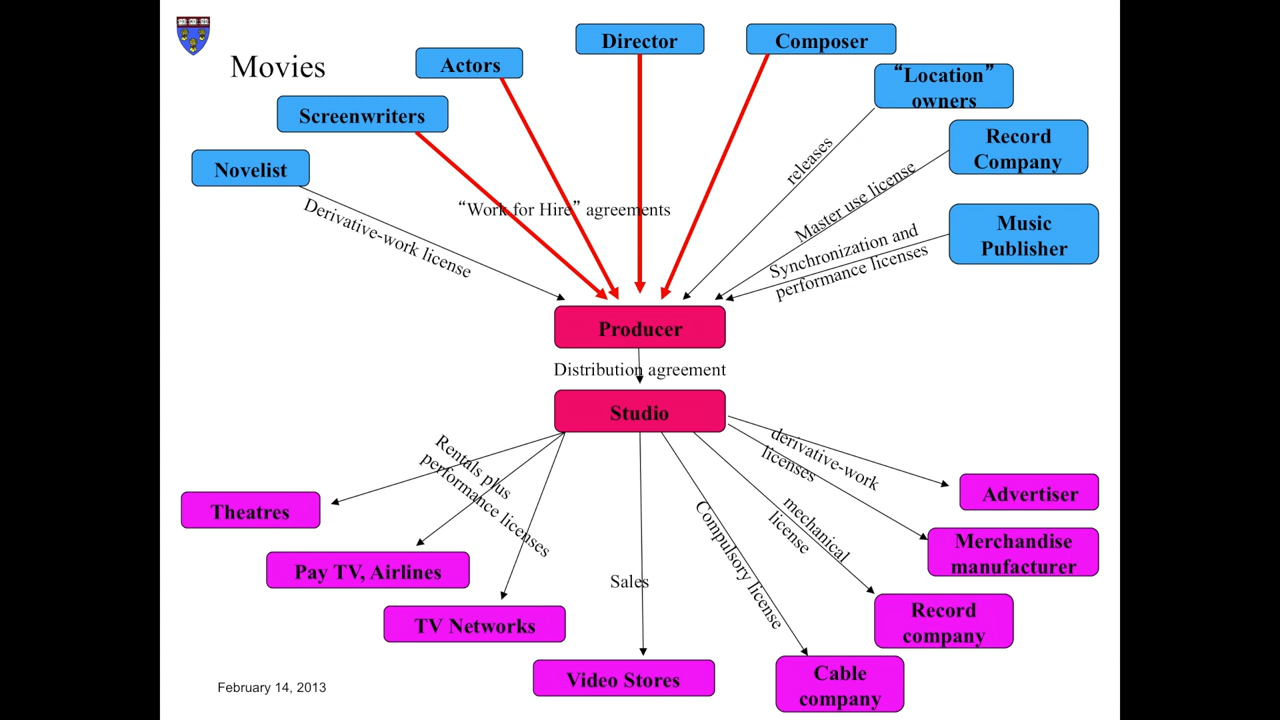 Movies
Director
Composer
Actors
“Location”
owners
Screenwriters
Record
Company
Novelist
releases
Master use license
“Work for Hire” agreements
Derivative-work license
Music
Publisher
Synchronization and
performance licenses
Producer
Distribution agreement
Studio
Rentals plus
performance licenses
derivative-work
licenses
Theatres
Advertiser
mechanical
license
Compulsory license
Merchandise
manufacturer
Pay TV, Airlines
Sales
TV Networks
Record
company
Video Stores
Cable
company
February 14, 2013